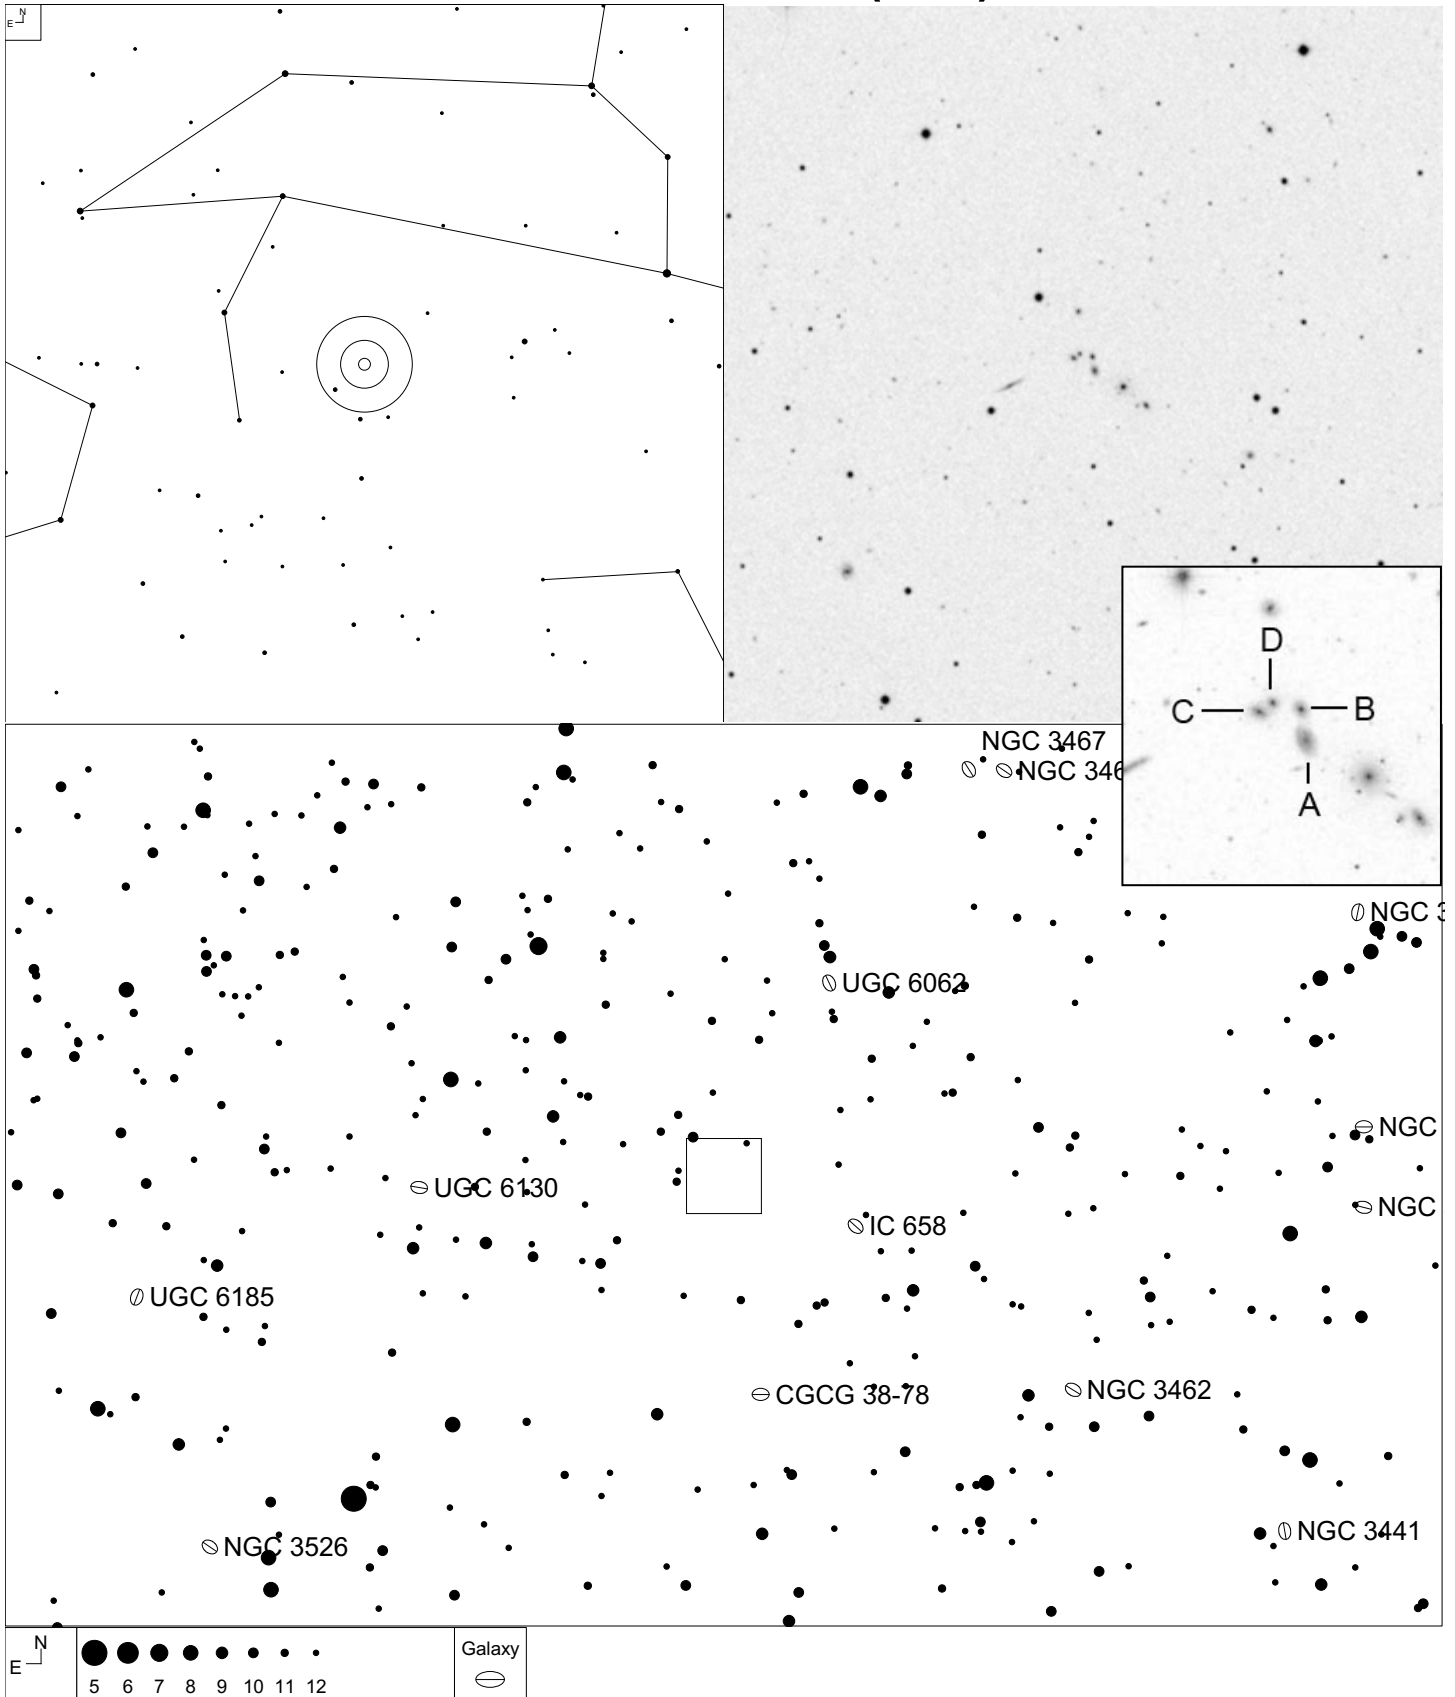 N
E
D
C
B
A
NGC 3467
NGC 346
NGC 3
UGC 6062
NGC
UGC 6130
NGC
IC 658
UGC 6185
CGCG 38-78
NGC 3462
NGC 3526
NGC 3441
N
E
Galaxy
5 6 7 8 9 10 11 12